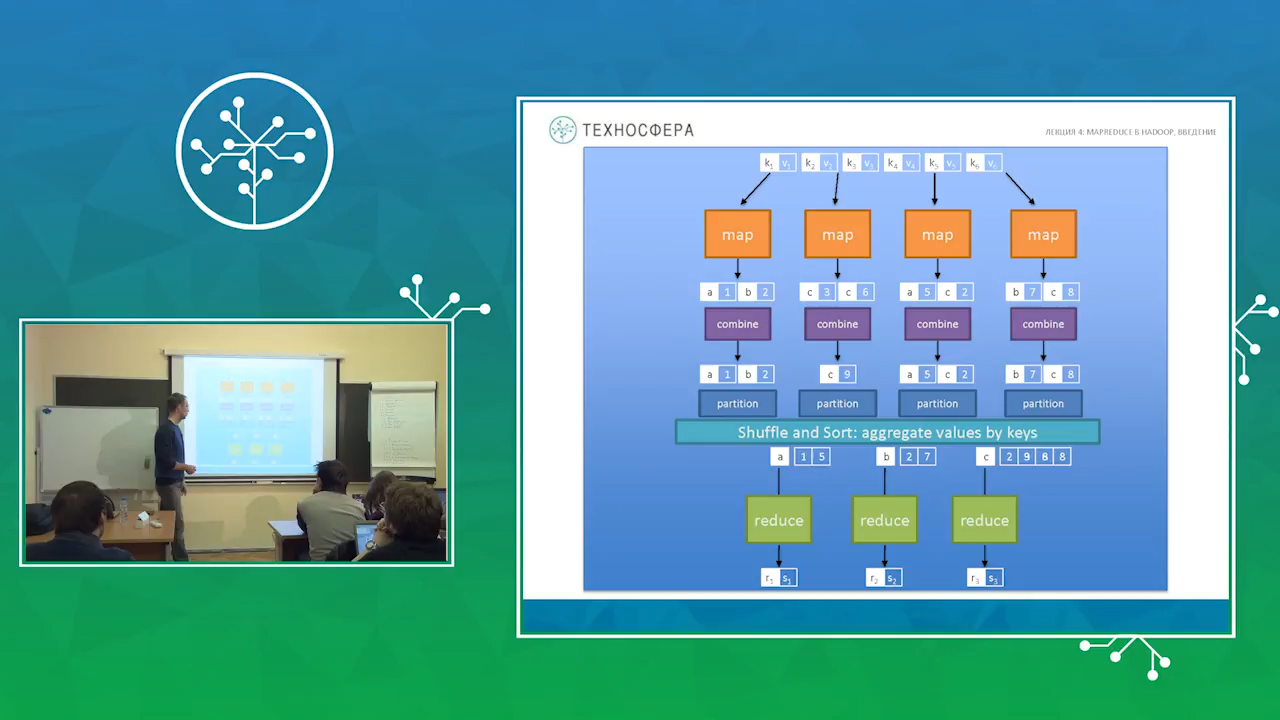 ТЕХНОСФЕРА
ЛЕКЦИЯ 4: MAPREDUCE В HADOOP, ВВЕДЕНИЕ
k1 v1 k2 v2 k3 v3 k4 v4 k5 v5 k6 v6
map map map map
a 1 b 2 c 3 c 6 a 5 c 2 b 7 c 8
combine combine combine combine
a 1 b 2 c 9 a 5 c 2 b 7 c 8
partition partition partition partition
Shuffle and Sort: aggregate values by keys
a 1 5 b 2 7 c 2 9 8 8
reduce reduce reduce
r1 s1 r2 s2 r3 s3